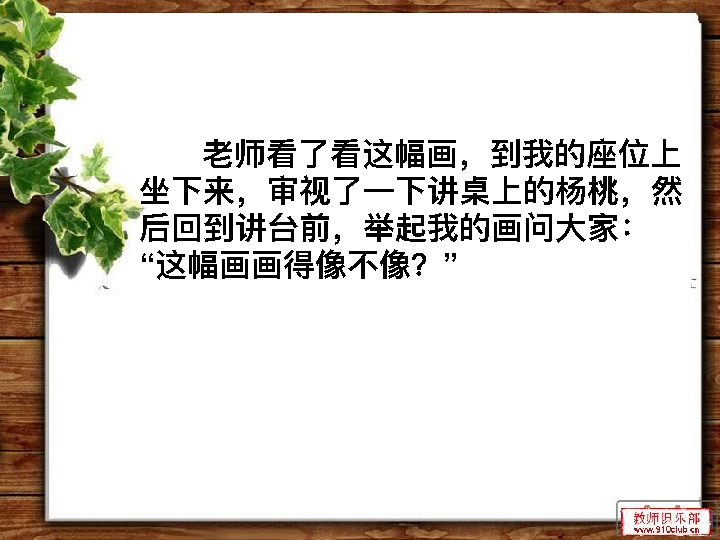 老师看了看这幅画，到我的座位上
坐下来，审视了一下讲桌上的杨桃，然
后回到讲台前，举起我的画问大家：
“这幅画画得像不像？”
教师俱乐部
www.910club.cn